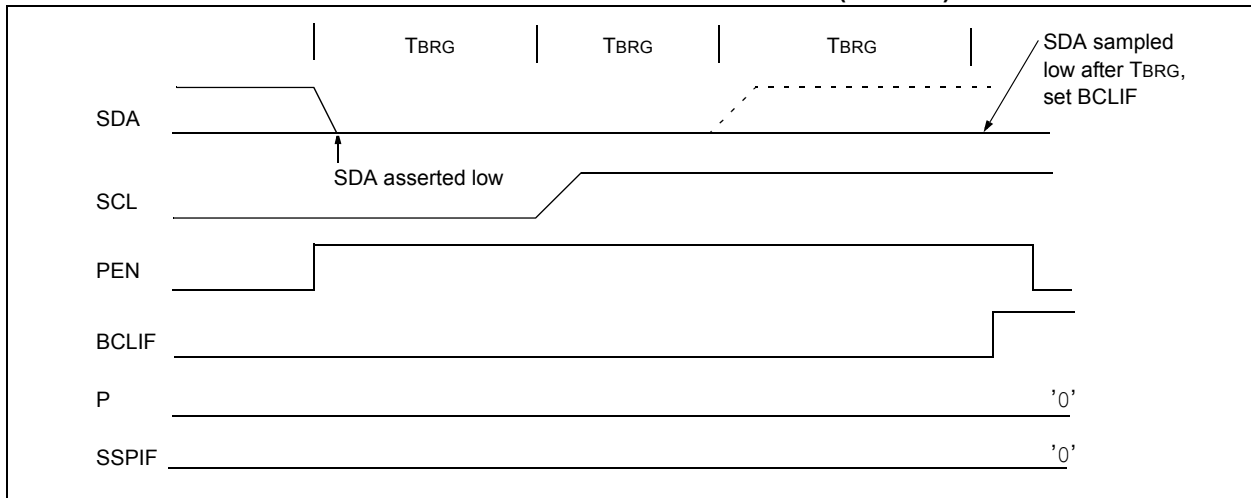 TBRG TBRG TBRG
SDA sampled
low after TBRG,
set BCLIF
SDA
SDA asserted low
SCL
PEN
BCLIF
P '0'
SSPIF '0'